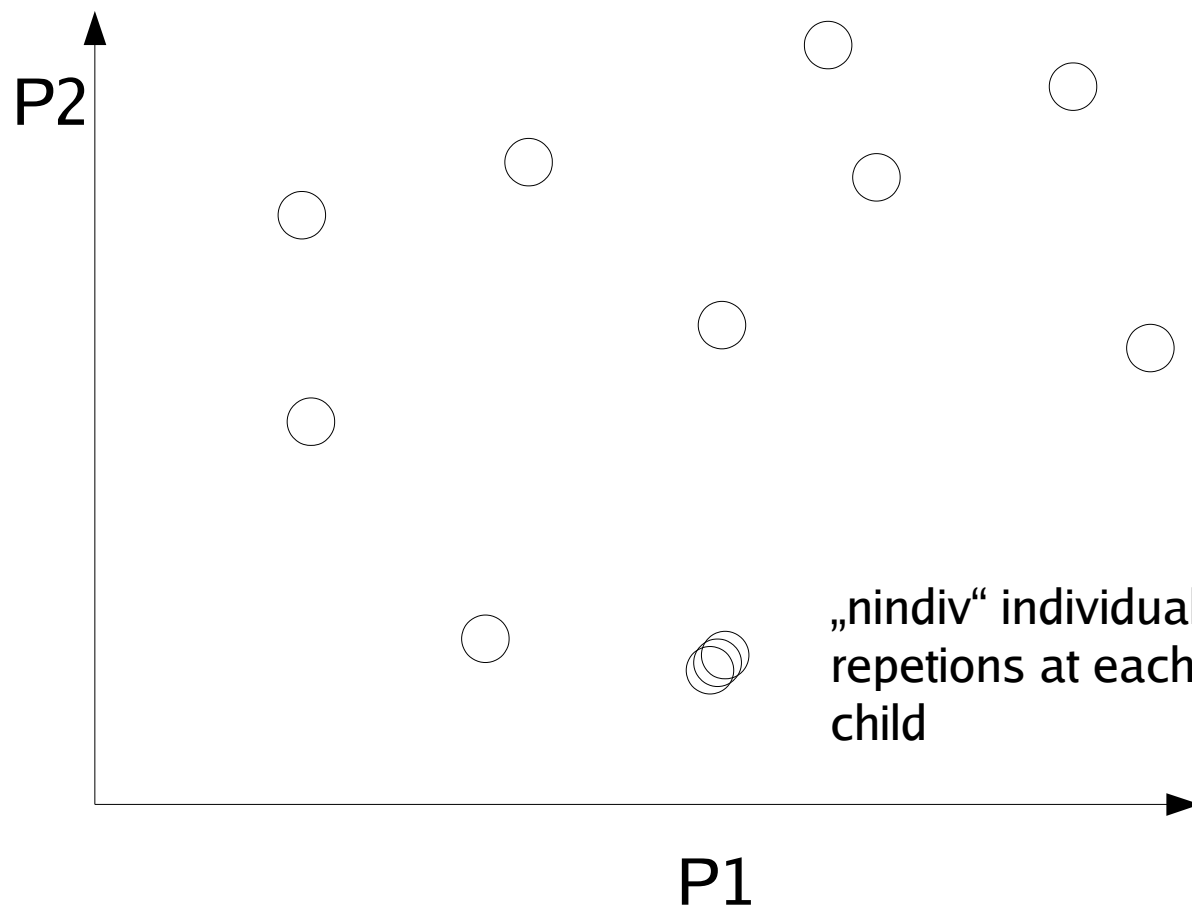 P2
„nindiv“ individual
repetions at each
child
P1